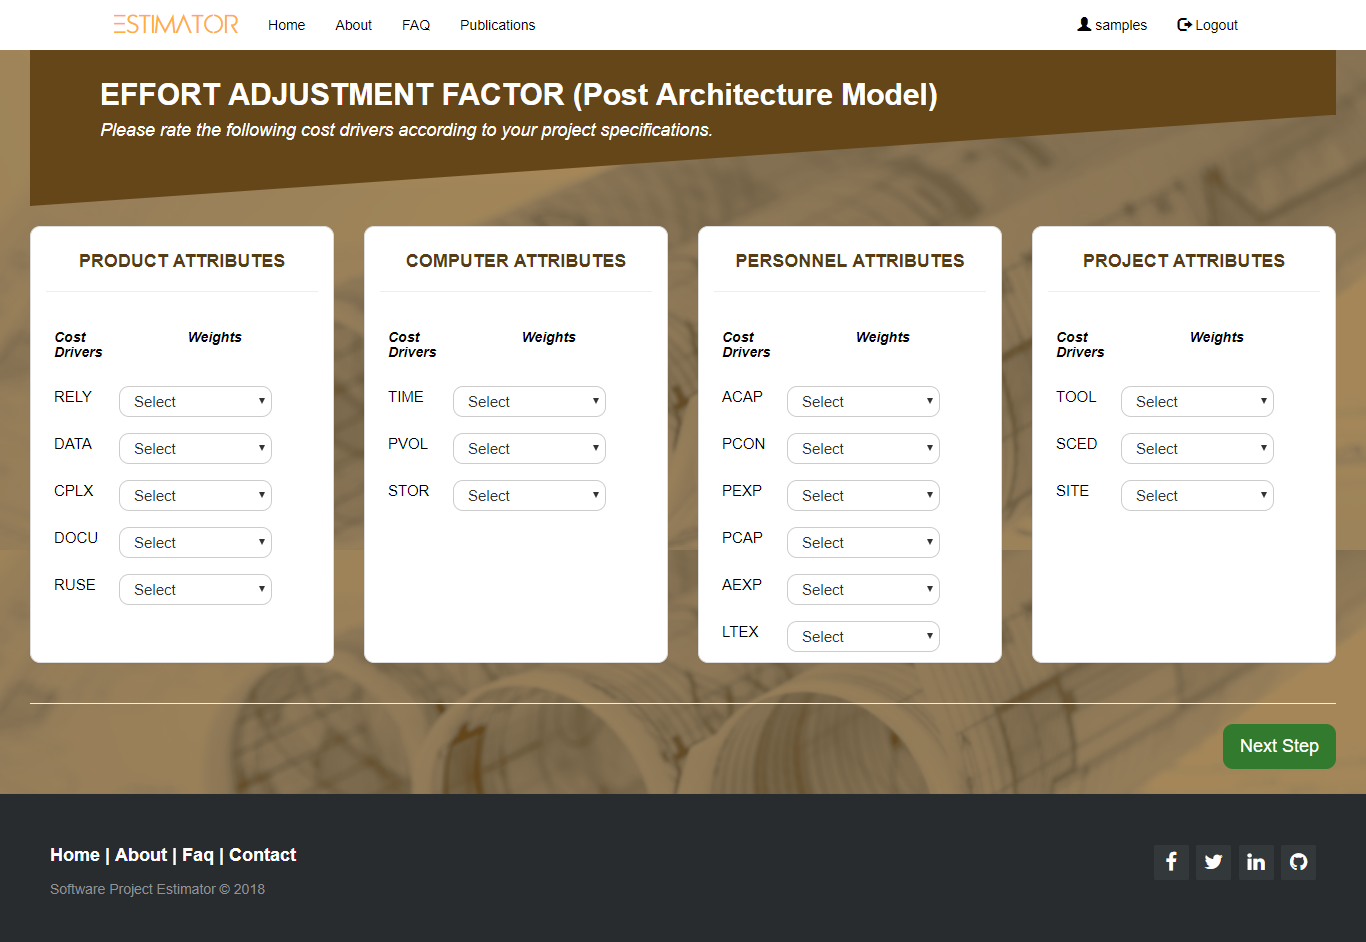 ESTIMATOR Home About FAQ Publications samples Logout
EFFORT ADJUSTMENT FACTOR (Post Architecture Model)
Please rate the following cost drivers according to your project specifications.
PRODUCT ATTRIBUTES
Cost Drivers Weights
RELY Select
DATA Select
CPLX Select
DOCU Select
RUSE Select
COMPUTER ATTRIBUTES
Cost Drivers Weights
TIME Select
PVOL Select
STOR Select
PERSONNEL ATTRIBUTES
Cost Drivers Weights
ACAP Select
PCON Select
PEXP Select
PCAP Select
AEXP Select
LTEX Select
PROJECT ATTRIBUTES
Cost Drivers Weights
TOOL Select
SCED Select
SITE Select
Next Step
Home | About | Faq | Contact
Software Project Estimator © 2018